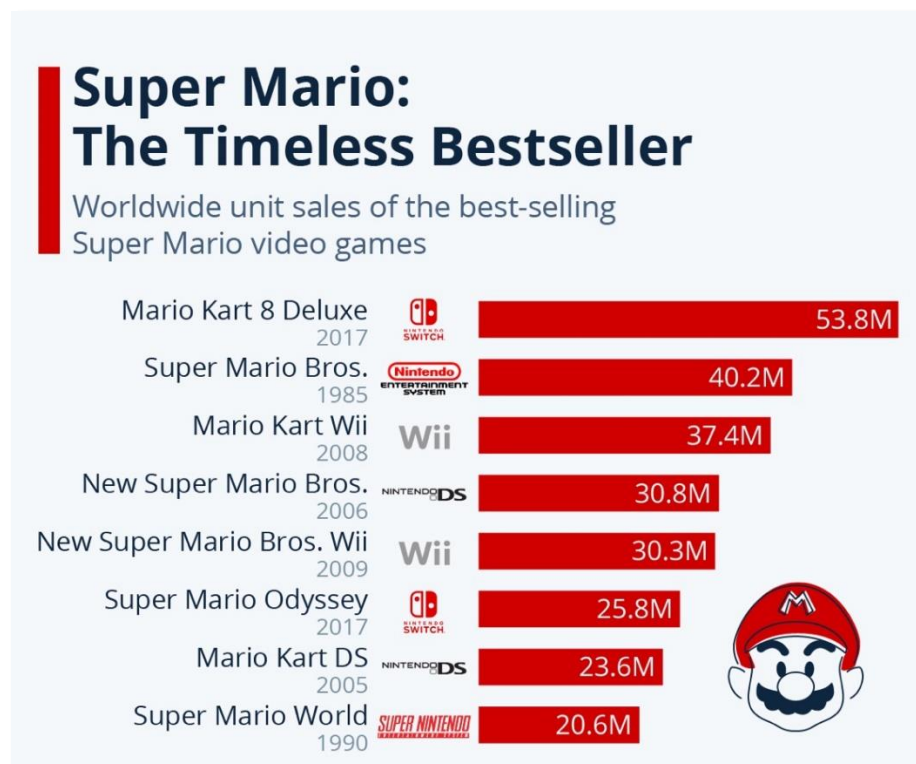 Super Mario:
The Timeless Bestseller
Worldwide unit sales of the best-selling
Super Mario video games
Mario Kart 8 Deluxe
2017
NINTENDO
SWITCH
53.8M
Super Mario Bros.
1985
Nintendo
ENTERTAINMENT
SYSTEM
40.2M
Mario Kart Wii
2008
Wii
37.4M
New Super Mario Bros.
2006
NINTENDO DS
30.8M
New Super Mario Bros. Wii
2009
Wii
30.3M
Super Mario Odyssey
2017
NINTENDO
SWITCH
25.8M
Mario Kart DS
2005
NINTENDO DS
23.6M
Super Mario World
1990
SUPER NINTENDO
ENTERTAINMENT SYSTEM
20.6M
M